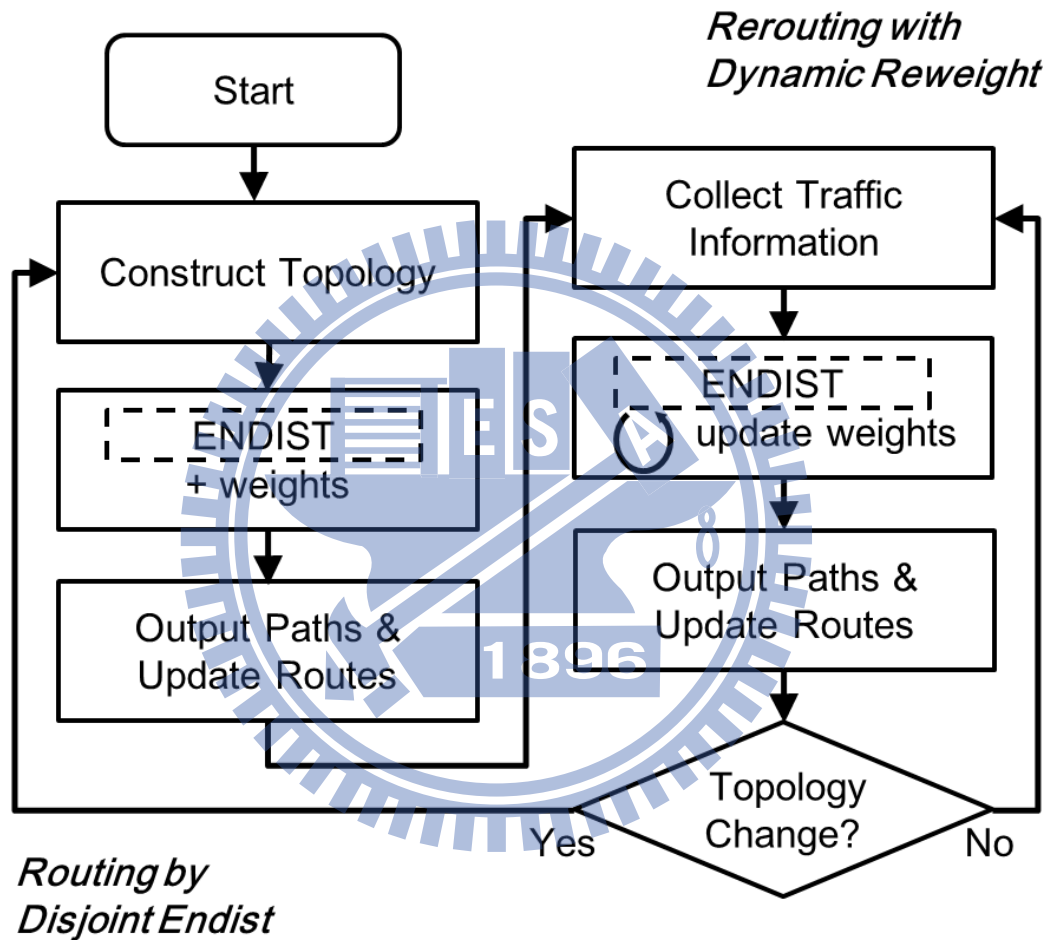 Rerouting with
Dynamic Reweight
Start
Construct Topology
ENDIST
+ weights
Output Paths &
Update Routes
Collect Traffic
Information
ENDIST
update weights
Output Paths &
Update Routes
Topology
Change?
Yes
No
Routing by
Disjoint Endist
ESA
1896